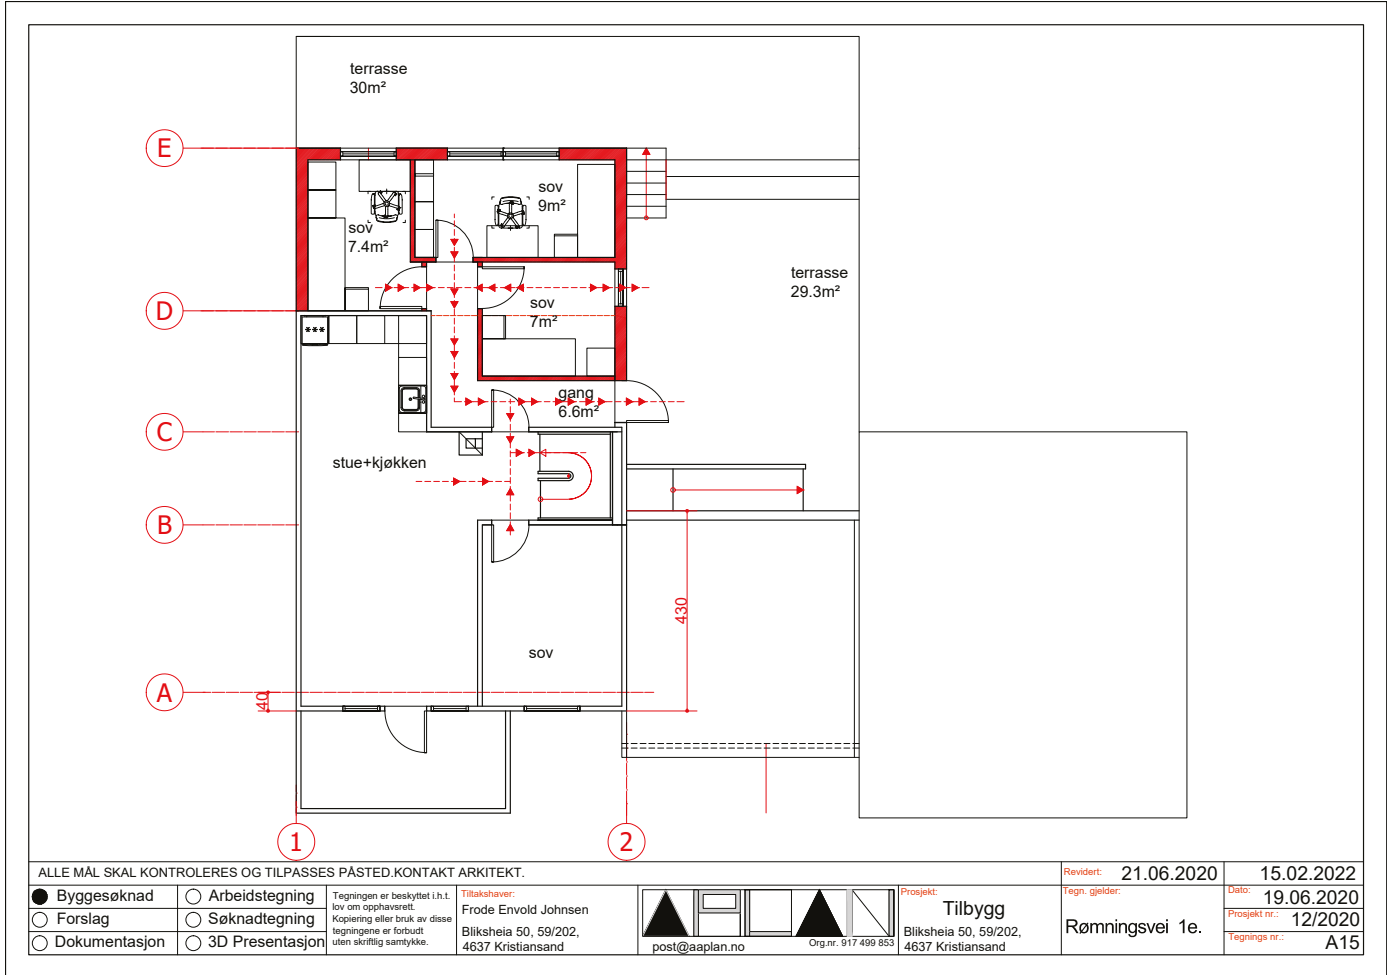 terrasse
30m²
E
sov
9m²
sov
7.4m²
terrasse
29.3m²
D
sov
7m²
***
gang
6.6m²
C
stue+kjøkken
B
430
sov
A
40
1
2
ALLE MÅL SKAL KONTROLERES OG TILPASSES PÅSTED.KONTAKT ARKITEKT.
Revidert: 21.06.2020
15.02.2022
Byggesøknad
Arbeidstegning
Forslag
Søknadtegning
Dokumentasjon
3D Presentasjon
Tegningen er beskyttet i.h.t.
lov om opphavsrett.
Kopiering eller bruk av disse
tegningene er forbudt
uten skriftlig samtykke.
Tiltakshaver:
Frode Envold Johnsen
Bliksheia 50, 59/202,
4637 Kristiansand
post@aaplan.no
Org.nr. 917 499 853
Prosjekt:
Tilbygg
Bliksheia 50, 59/202,
4637 Kristiansand
Tegn. gjelder:
Rømningsvei 1e.
Dato: 19.06.2020
Prosjekt nr.: 12/2020
Tegnings nr.: A15